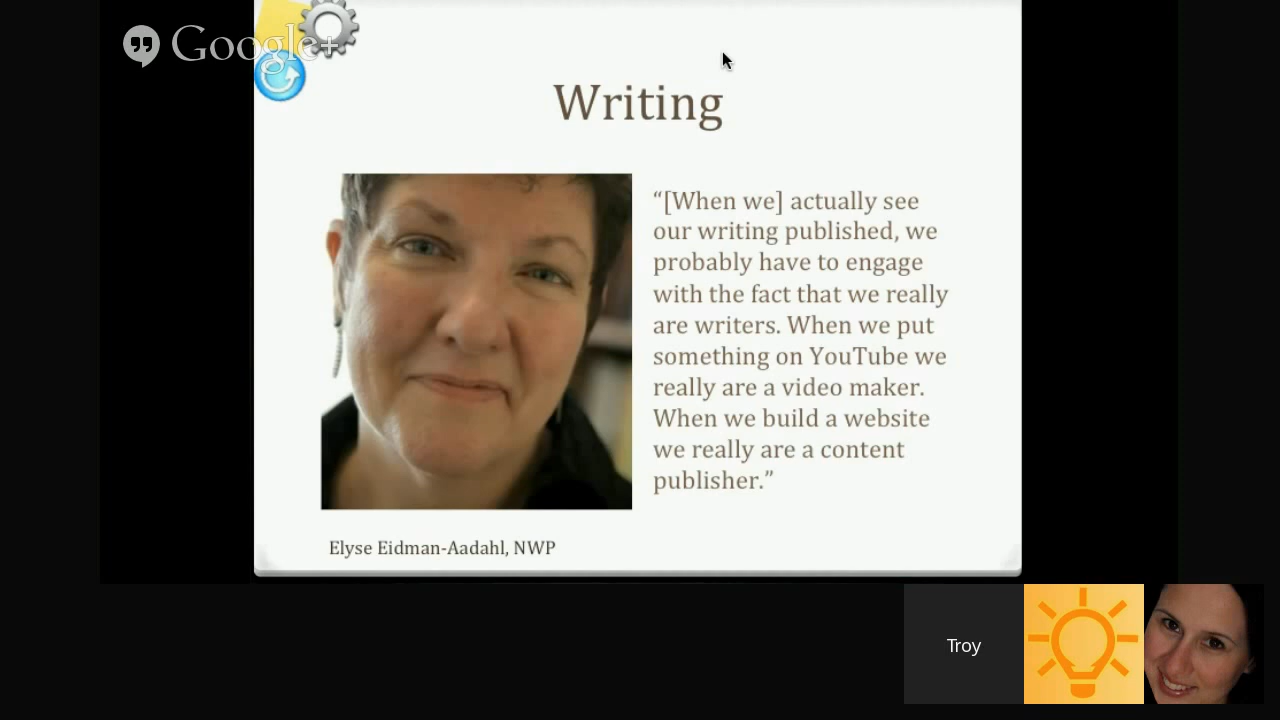 Google+
Writing
“[When we] actually see
our writing published, we
probably have to engage
with the fact that we really
are writers. When we put
something on YouTube we
really are a video maker.
When we build a website
we really are a content
publisher.”
Elyse Eidman-Aadahl, NWP
Troy